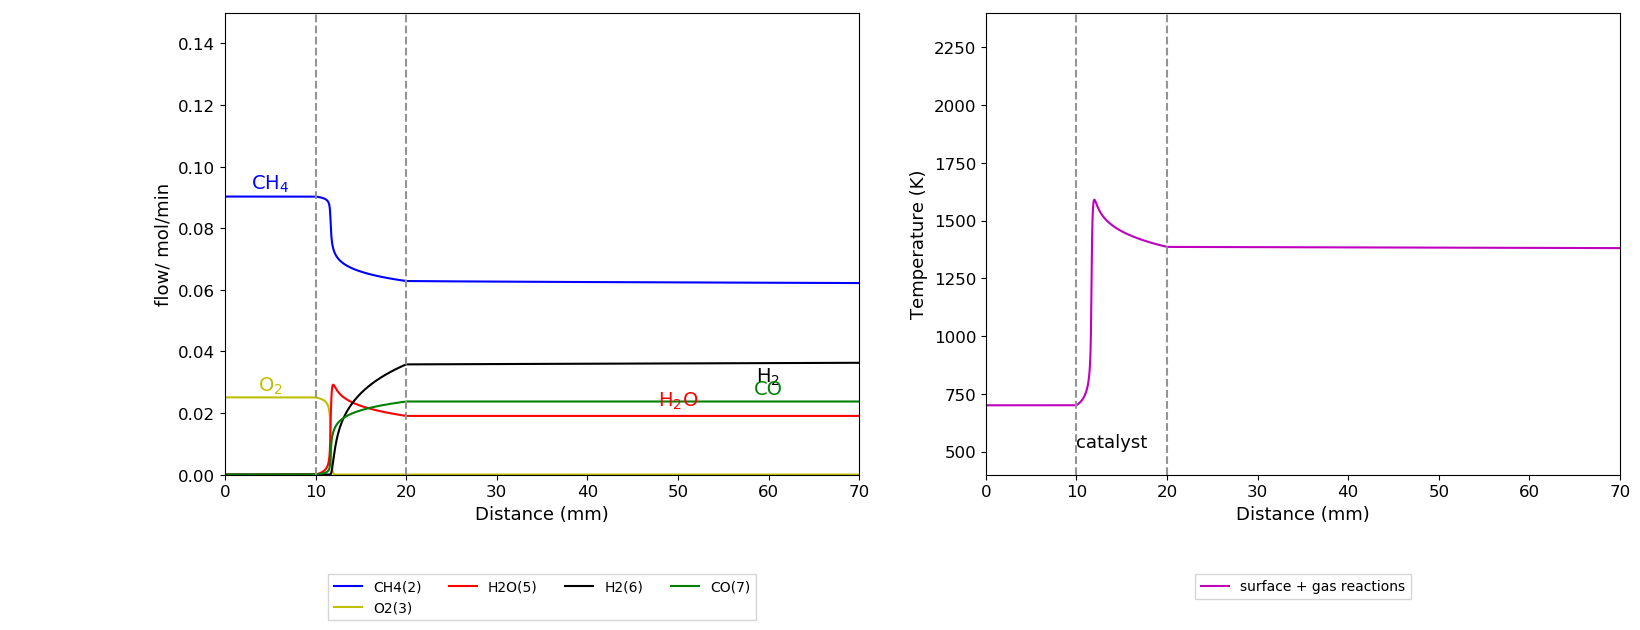 0.14
0.12
0.10
0.08
0.06
0.04
0.02
0.00
flow/ mol/min
CH₄
O₂
H₂
CO
H₂O
0 10 20 30 40 50 60 70
Distance (mm)
CH4(2) H2O(5) H2(6) CO(7)
O2(3)
2250
2000
1750
1500
1250
1000
750
500
Temperature (K)
catalyst
0 10 20 30 40 50 60 70
Distance (mm)
surface + gas reactions